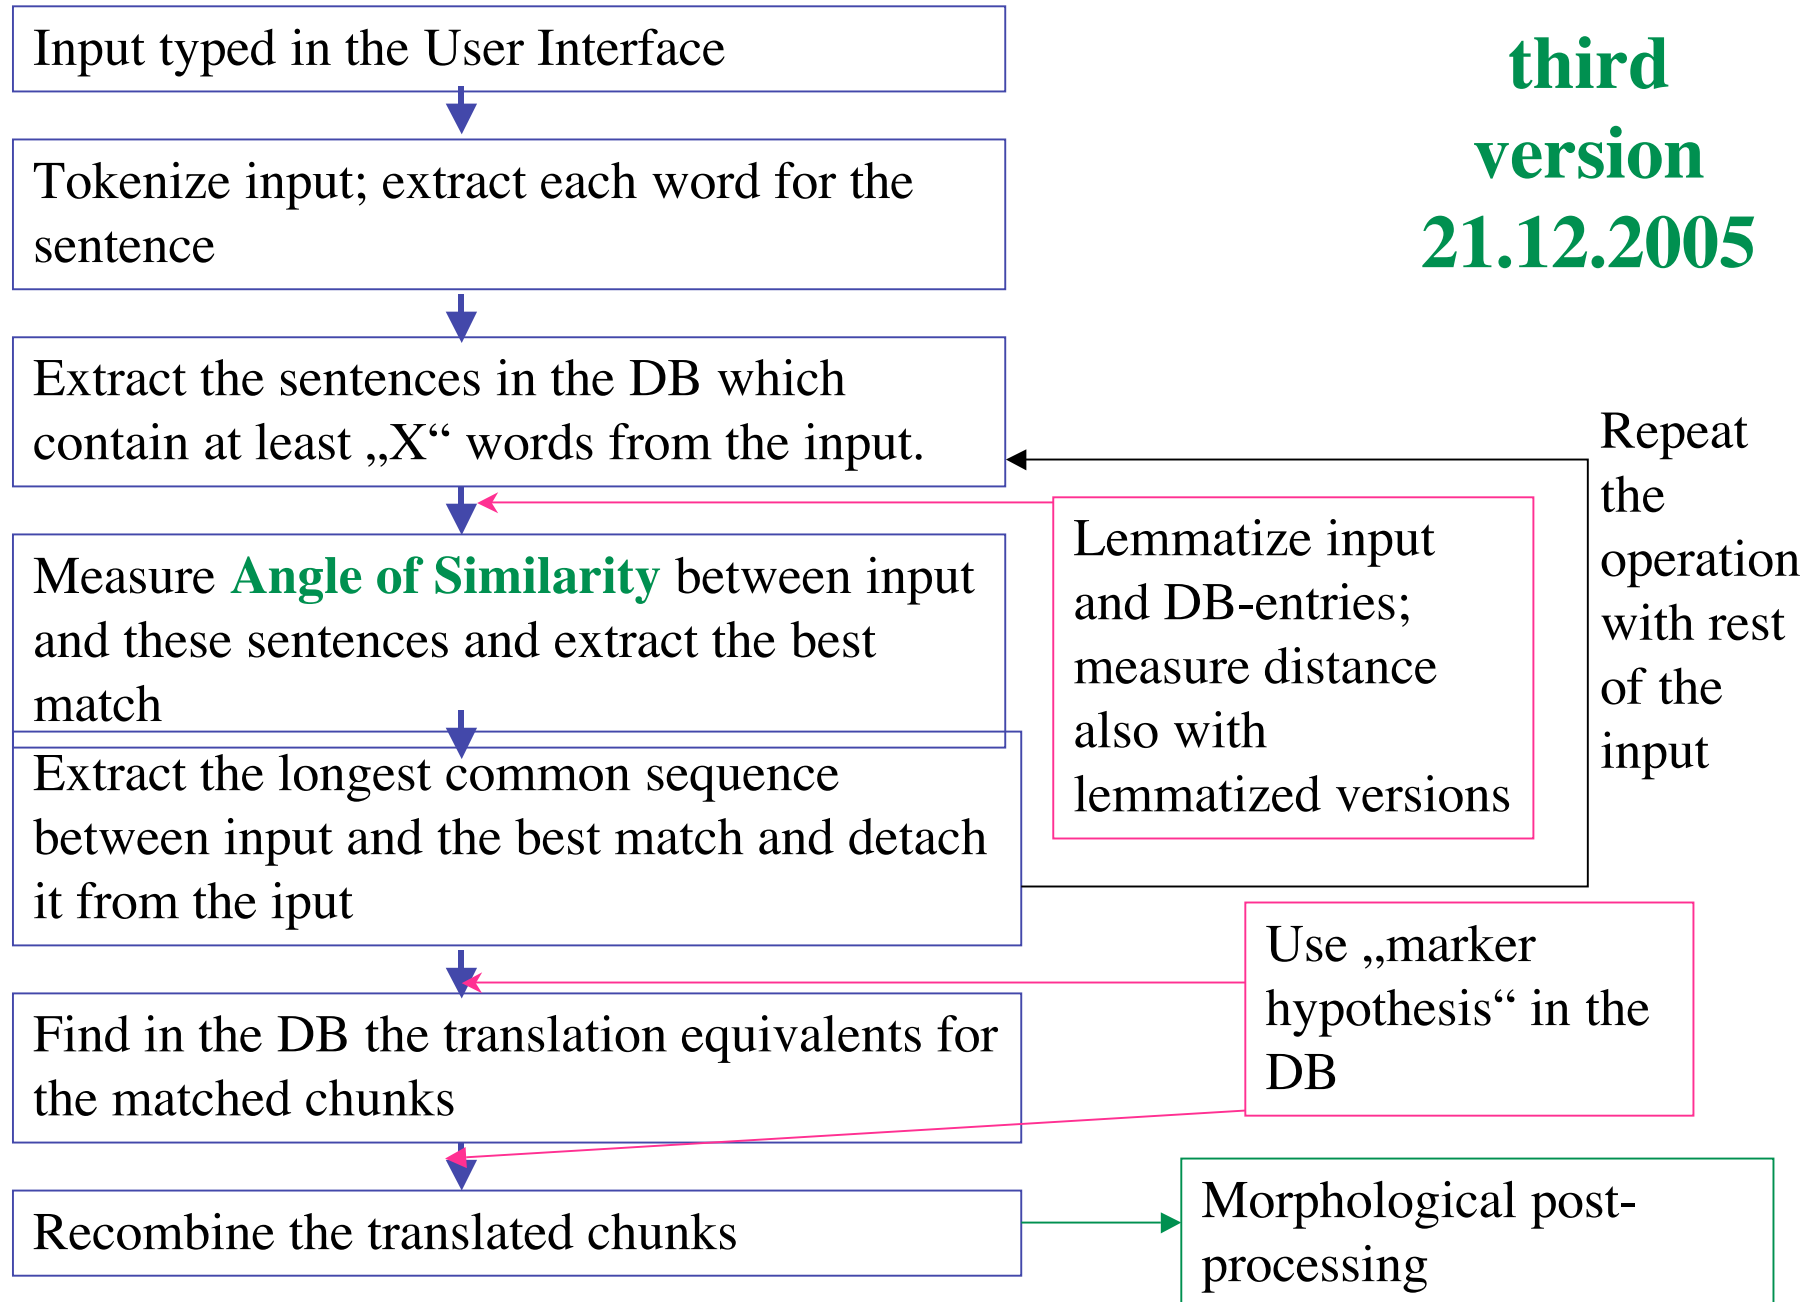 Input typed in the User Interface
third
version
21.12.2005
Tokenize input; extract each word for the
sentence
Extract the sentences in the DB which
contain at least „X“ words from the input.
Repeat
the
operation
with rest
of the
input
Lemmatize input
and DB-entries;
measure distance
also with
lemmatized versions
Measure Angle of Similarity between input
and these sentences and extract the best
match
Extract the longest common sequence
between input and the best match and detach
it from the iput
Use „marker
hypothesis“ in the
DB
Find in the DB the translation equivalents for
the matched chunks
Recombine the translated chunks
Morphological post-
processing